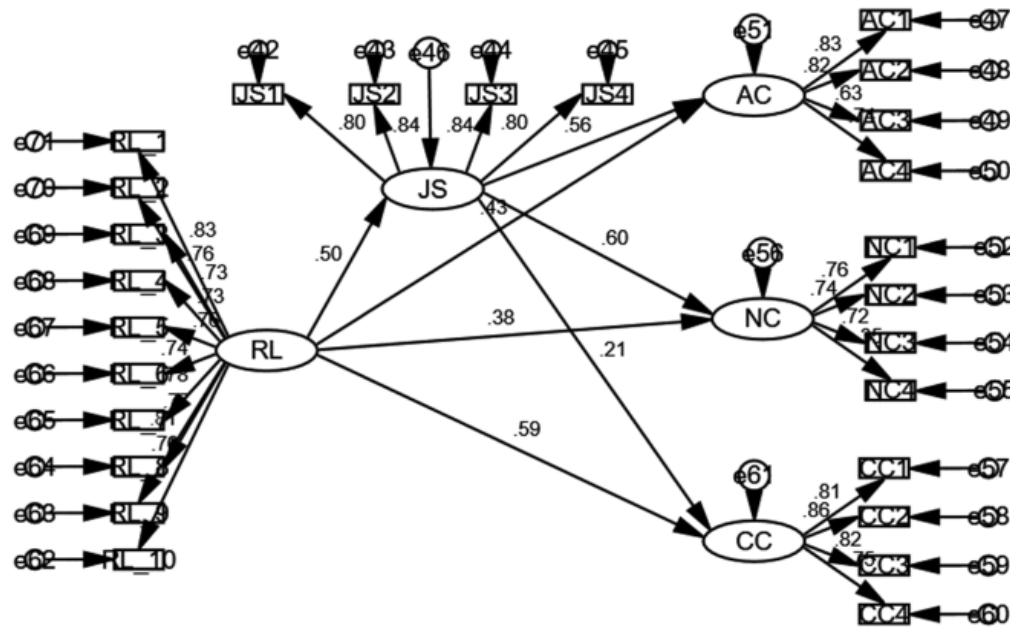 e42 e43 e46 e44 e45 e51 AC1 e47
JS1 JS2 JS3 JS4 .83 AC2 e48
.80 .84 .84 .80 .56 AC .82 .63 AC3 e49
AC4 e50
e71 RL_1
e70 RL_2 JS
e69 RL_3 .43
.83 .76 .73 .50 .60 e56 NC1 e52
e68 RL_4 .73 .76 .74 NC2 e53
e67 RL_5 .38 NC .72 NC3 e54
e66 RL_6 .74 .78 RL .21 NC4 e55
e65 .81 .59
e64 RL_8 e61 CC1 e57
e63 RL_9 .81 .86 CC2 e58
e62 RL_10 CC .82 .75 CC3 e59
CC4 e60